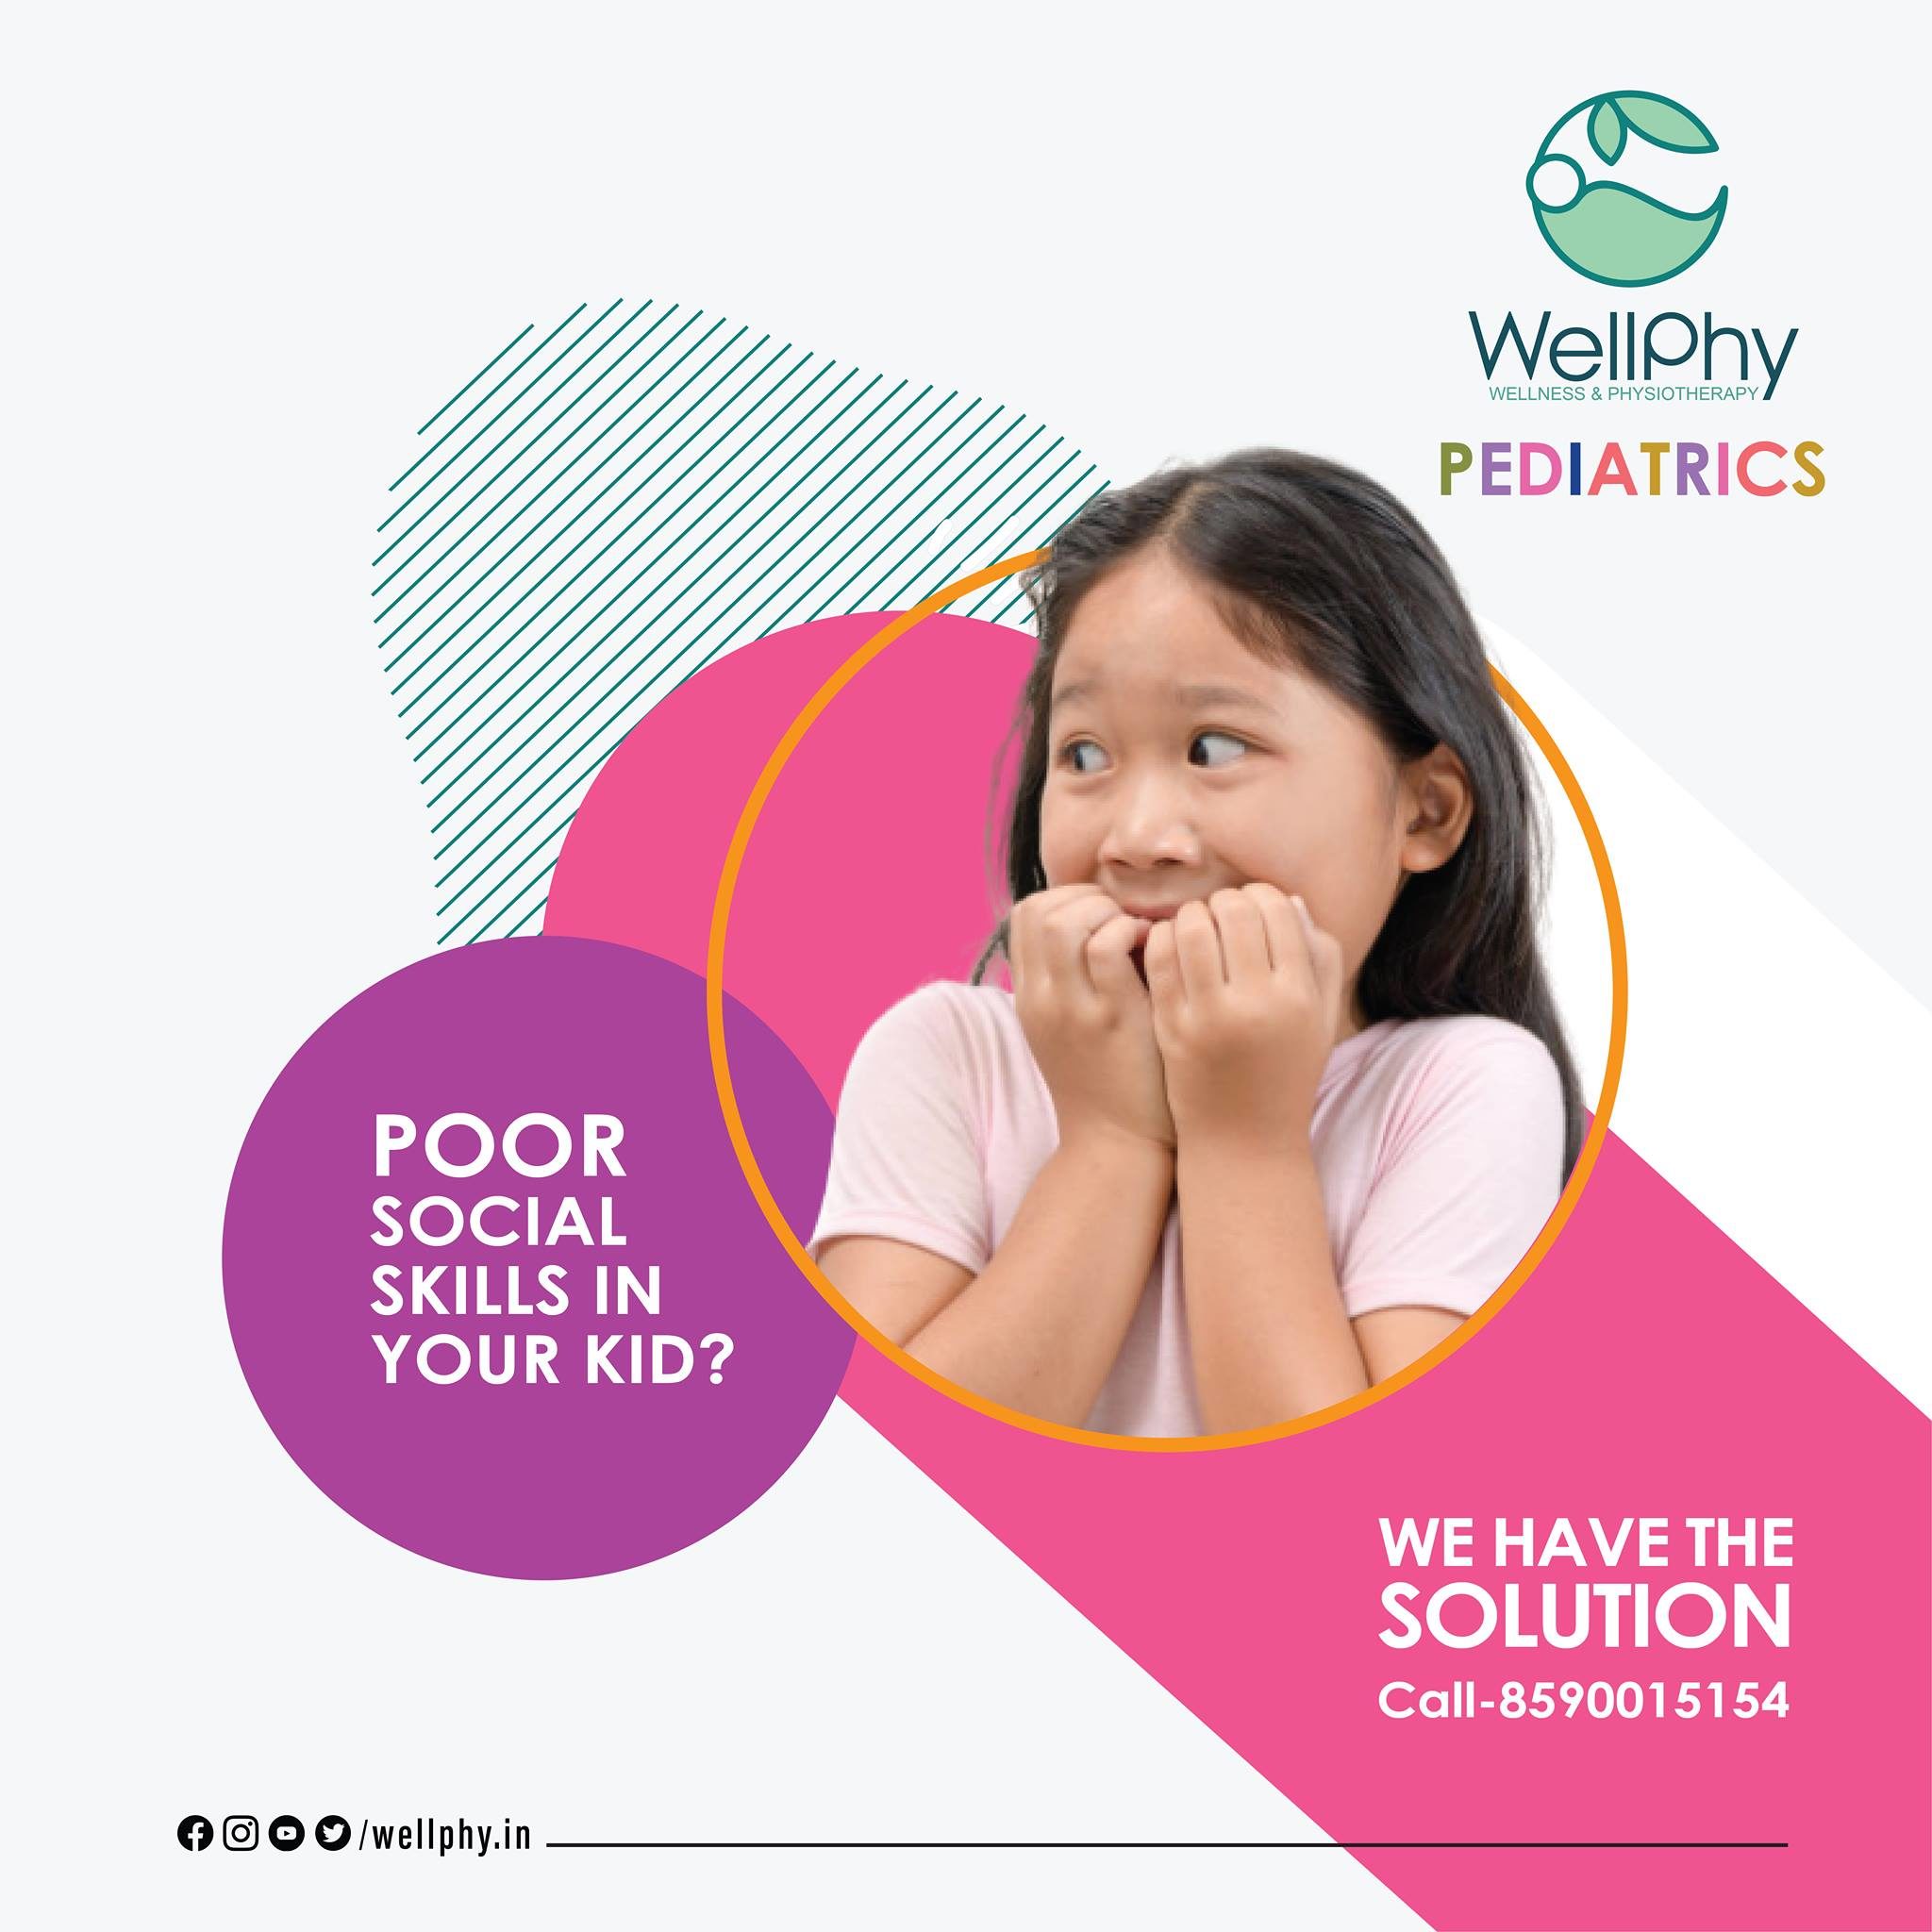 WellPhy
WELLNESS & PHYSIOTHERAPY
PEDIATRICS
POOR
SOCIAL
SKILLS IN
YOUR KID?
WE HAVE THE
SOLUTION
Call-8590015154
/wellphy.in